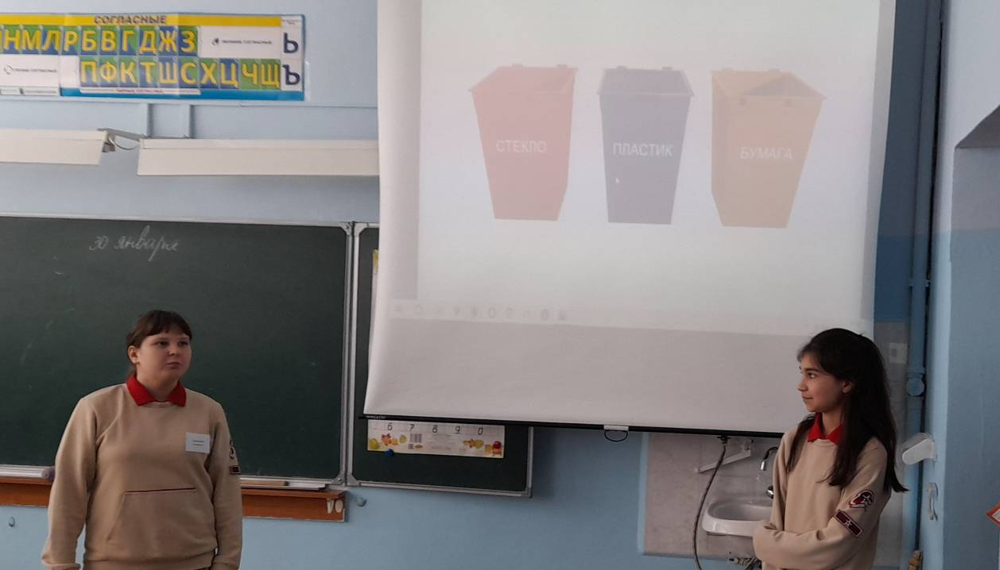 СОГЛАСНЫЕ
НМЛРБВГДЖЗ Ь
ПФКТШСХЦЧЩ Ъ
СТЕКЛО
ПЛАСТИК
БУМАГА
30 января
6 7 8 9 0